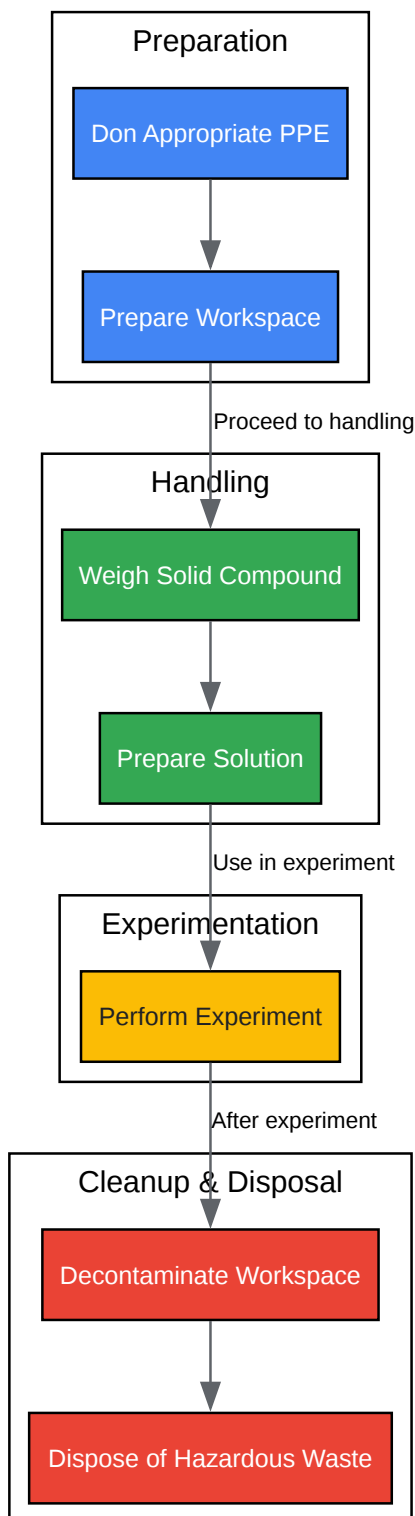 Preparation
Don Appropriate PPE
Prepare Workspace
Proceed to handling
Handling
Weigh Solid Compound
Prepare Solution
Use in experiment
Experimentation
Perform Experiment
After experiment
Cleanup & Disposal
Decontaminate Workspace
Dispose of Hazardous Waste